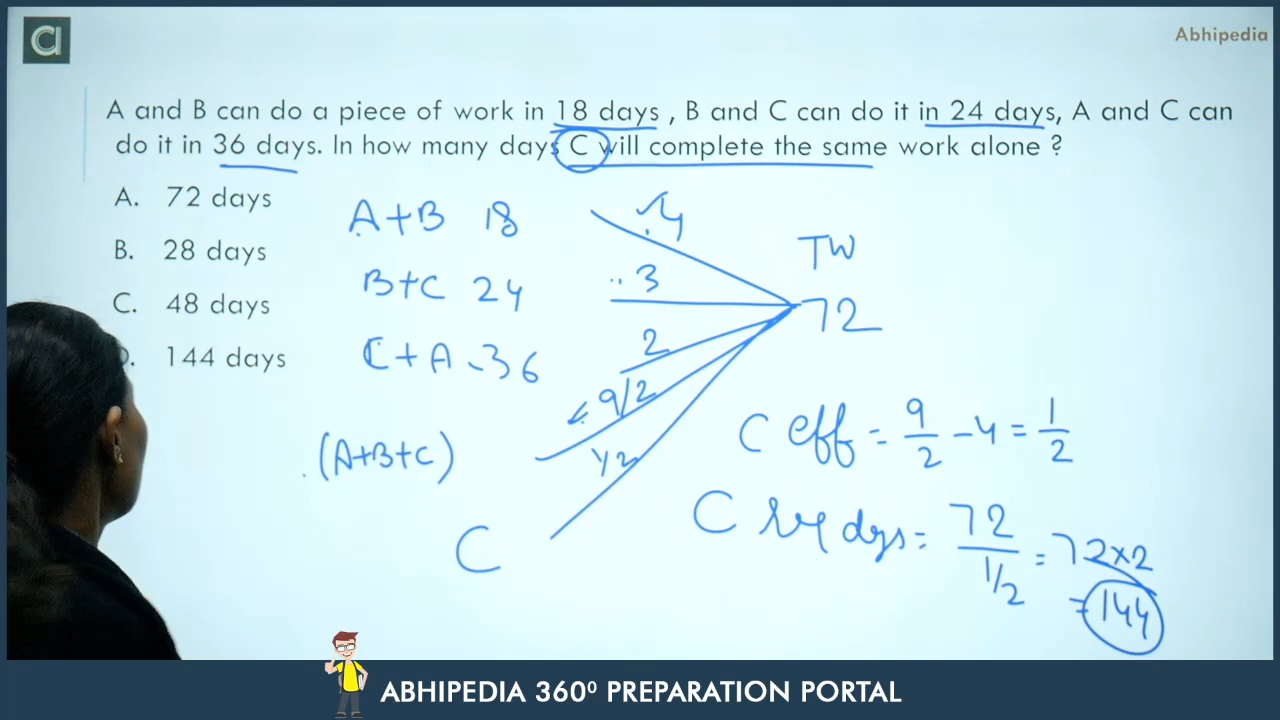 Abhipedia
A and B can do a piece of work in 18 days , B and C can do it in 24 days, A and C can
do it in 36 days. In how many days C will complete the same work alone ?
A. 72 days
B. 28 days
C. 48 days
D. 144 days
A+B 18
4
TW
B+C 24
3
72
C+A 36
2
9/2
(A+B+C)
1/2
C
C eff = 9/2 - 4 = 1/2
C days = 72 / 1/2 = 72×2
= 144
ABHIPEDIA 360⁰ PREPARATION PORTAL